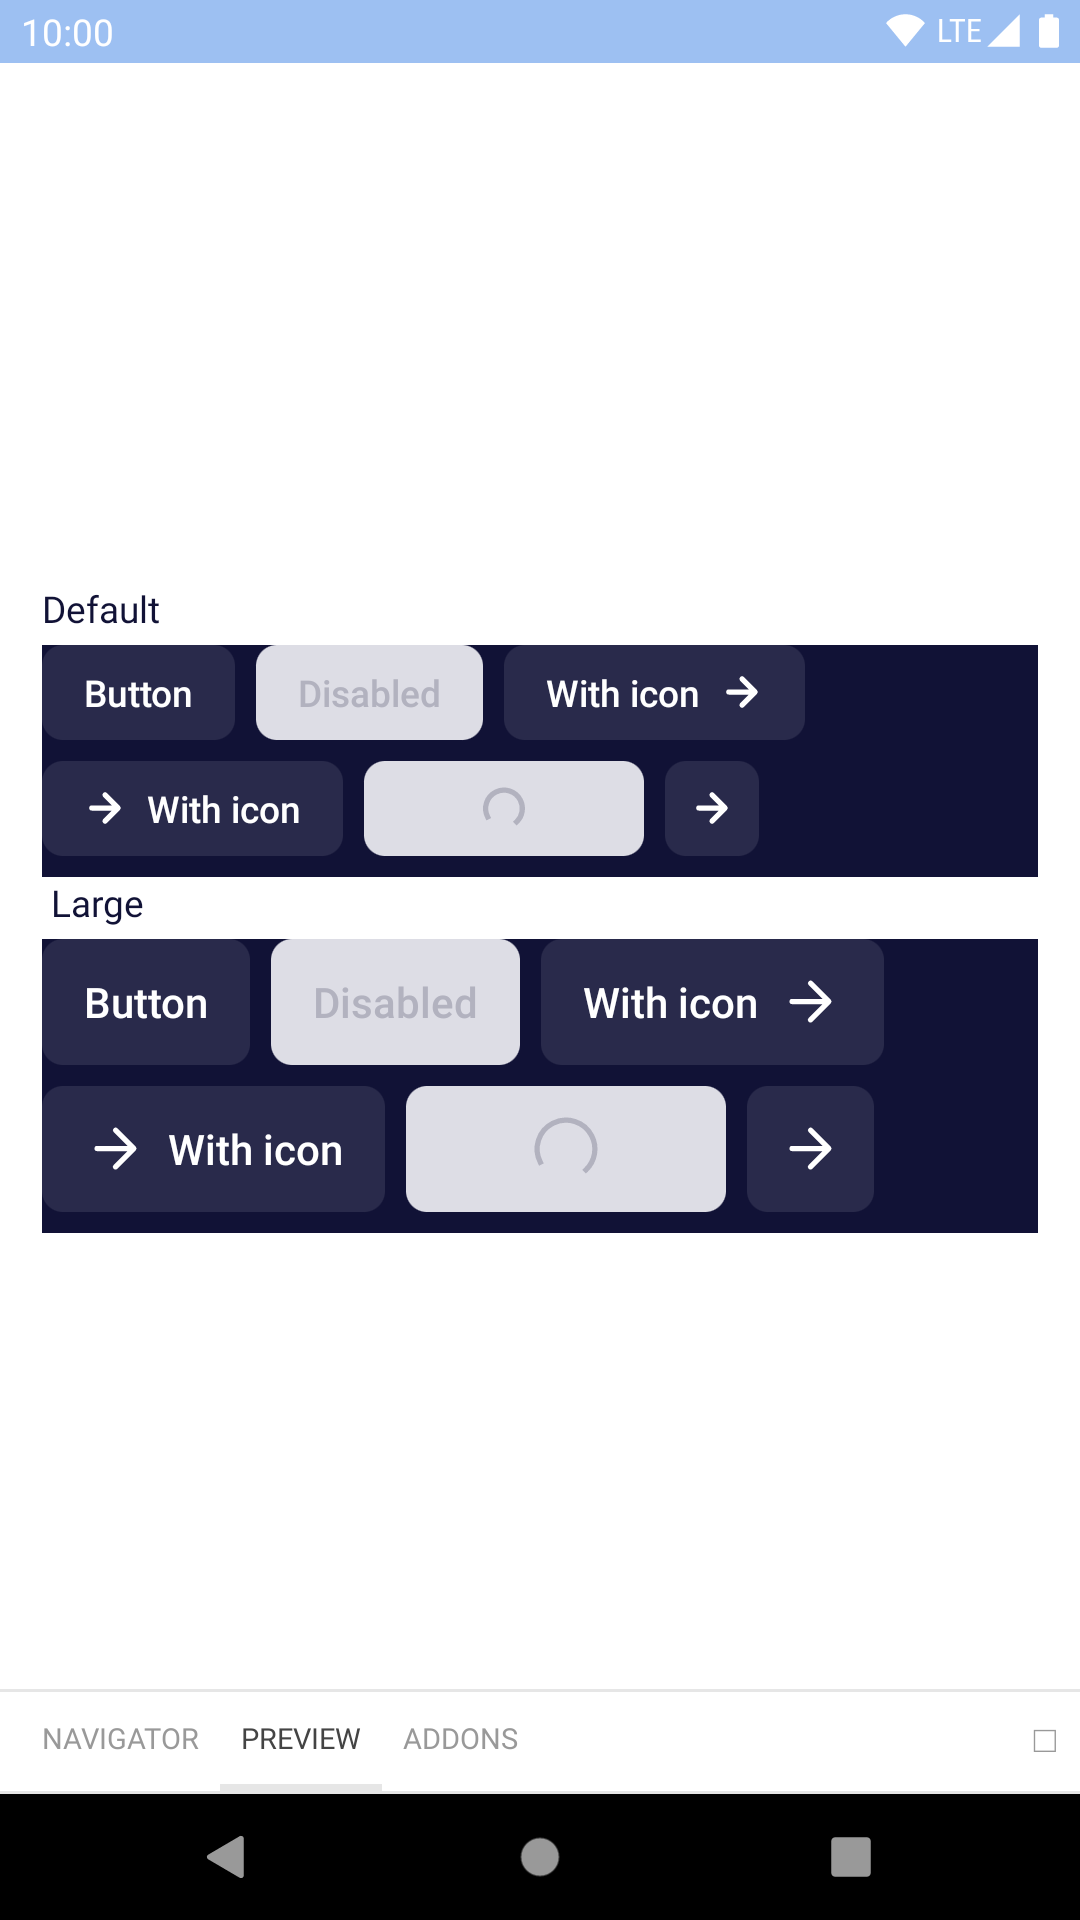 10:00 LTE
Default
Button Disabled With icon
With icon
Large
Button Disabled With icon
With icon
NAVIGATOR PREVIEW ADDONS